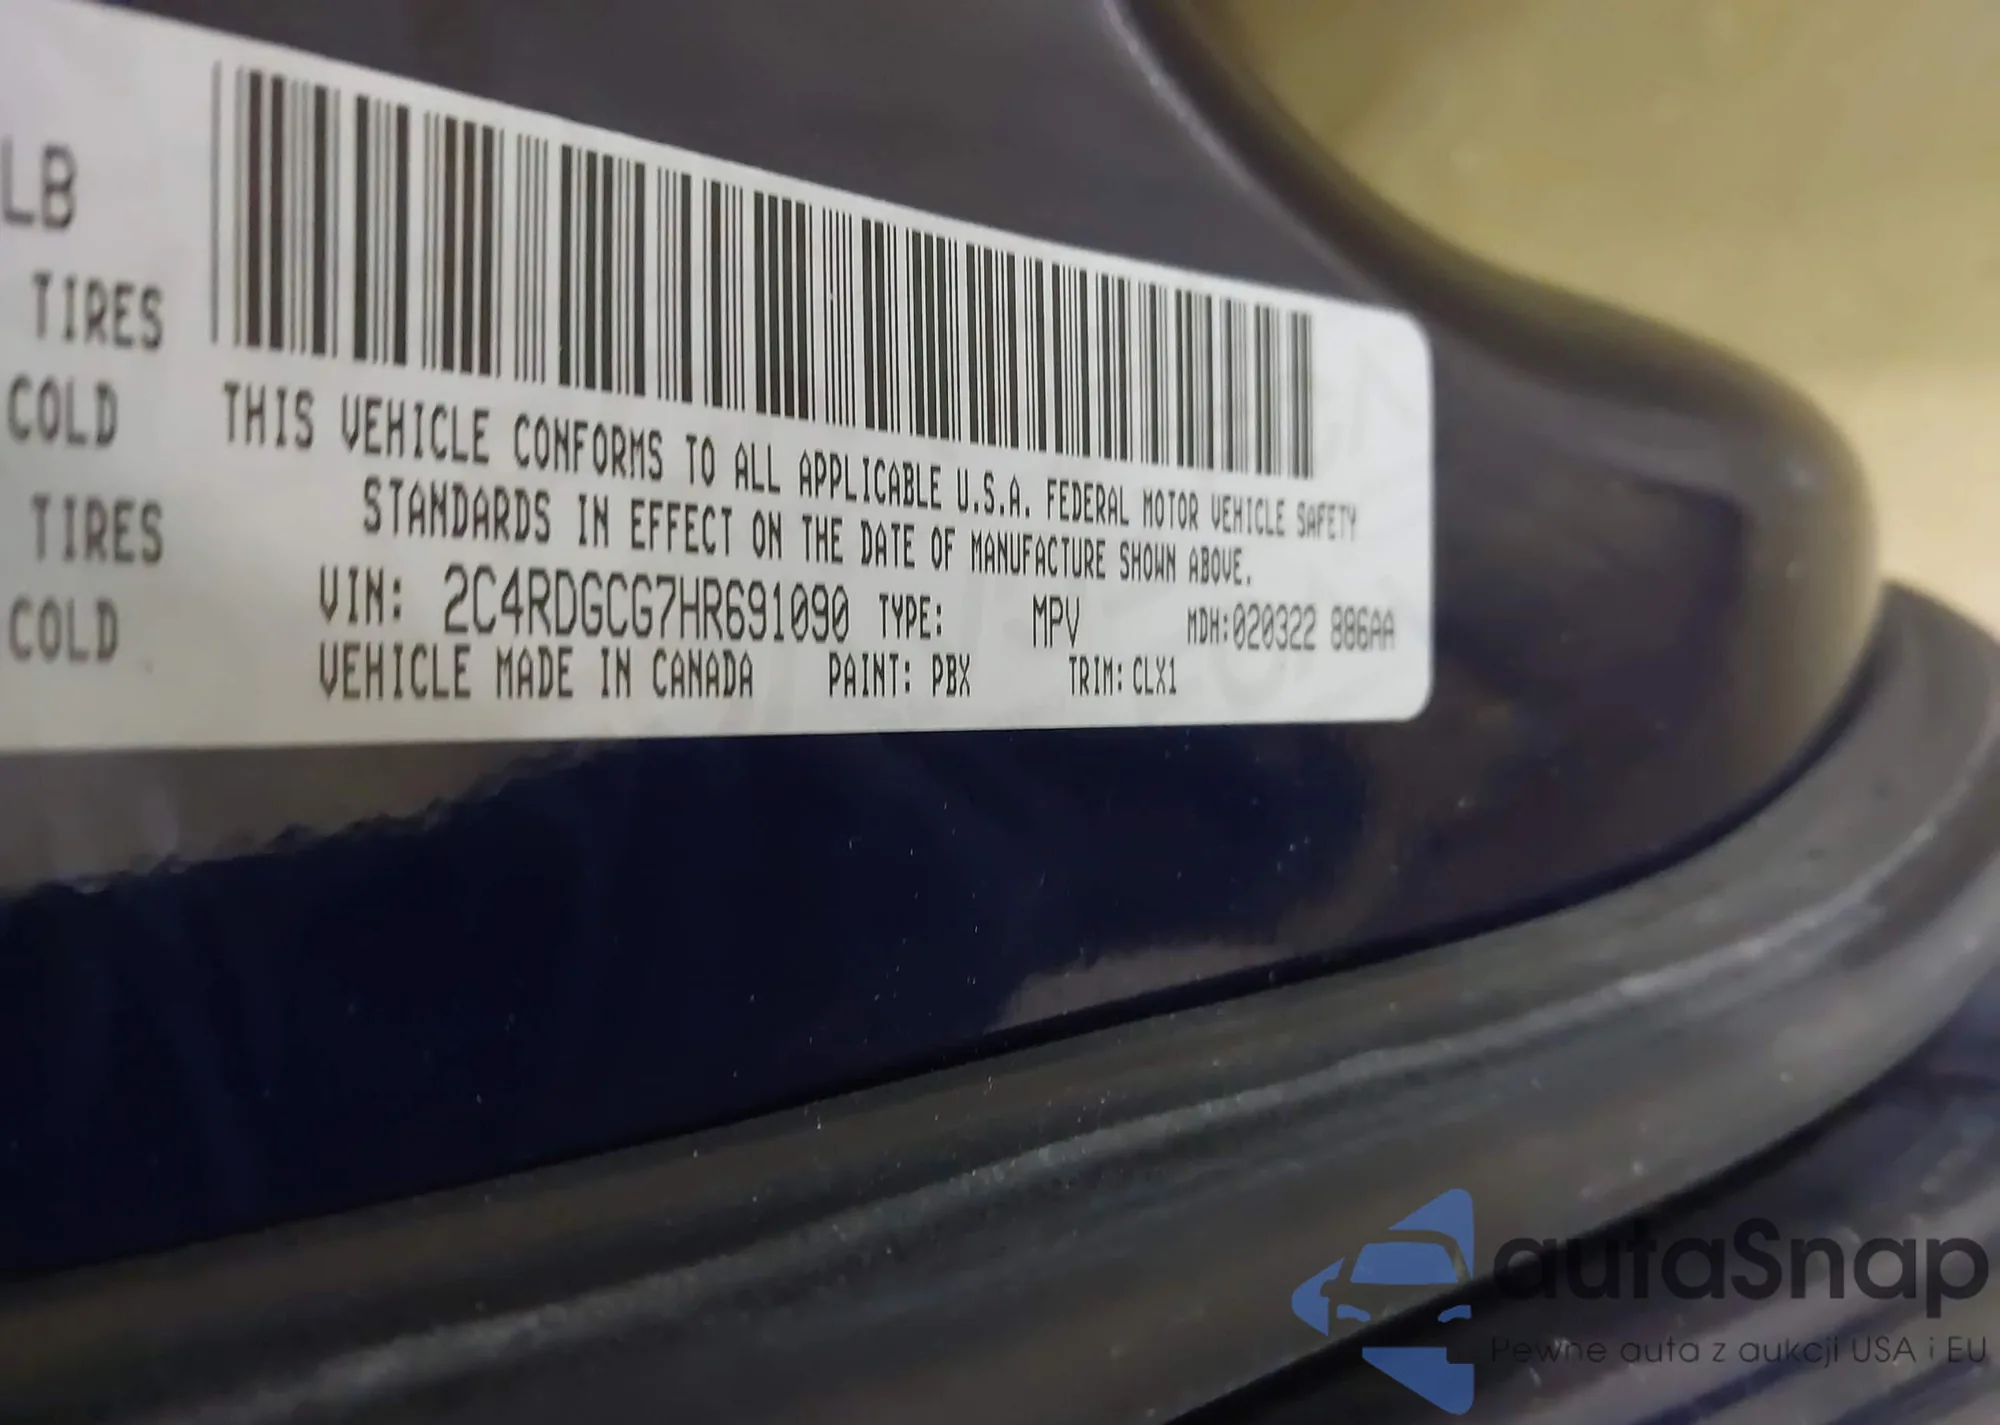 LB
TIRES
COLD
TIRES
COLD
THIS VEHICLE CONFORMS TO ALL APPLICABLE U.S.A. FEDERAL MOTOR VEHICLE SAFETY
STANDARDS IN EFFECT ON THE DATE OF MANUFACTURE SHOWN ABOVE.
VIN: 2C4RDGCG7HR691090 TYPE: MPV MDH:020322 886AA
VEHICLE MADE IN CANADA PAINT: PBX TRIM: CLX1
autaSnap
Pewne auta z aukcji USA i EU